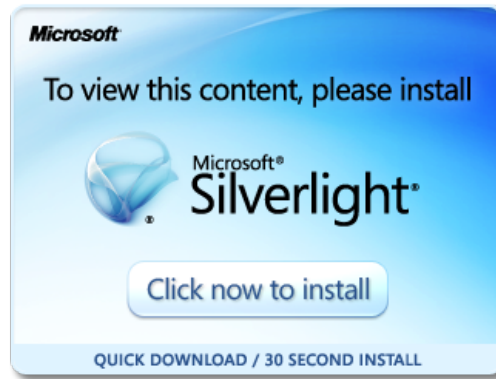 Microsoft
To view this content, please install
Microsoft®
Silverlight®
®
Click now to install
QUICK DOWNLOAD / 30 SECOND INSTALL